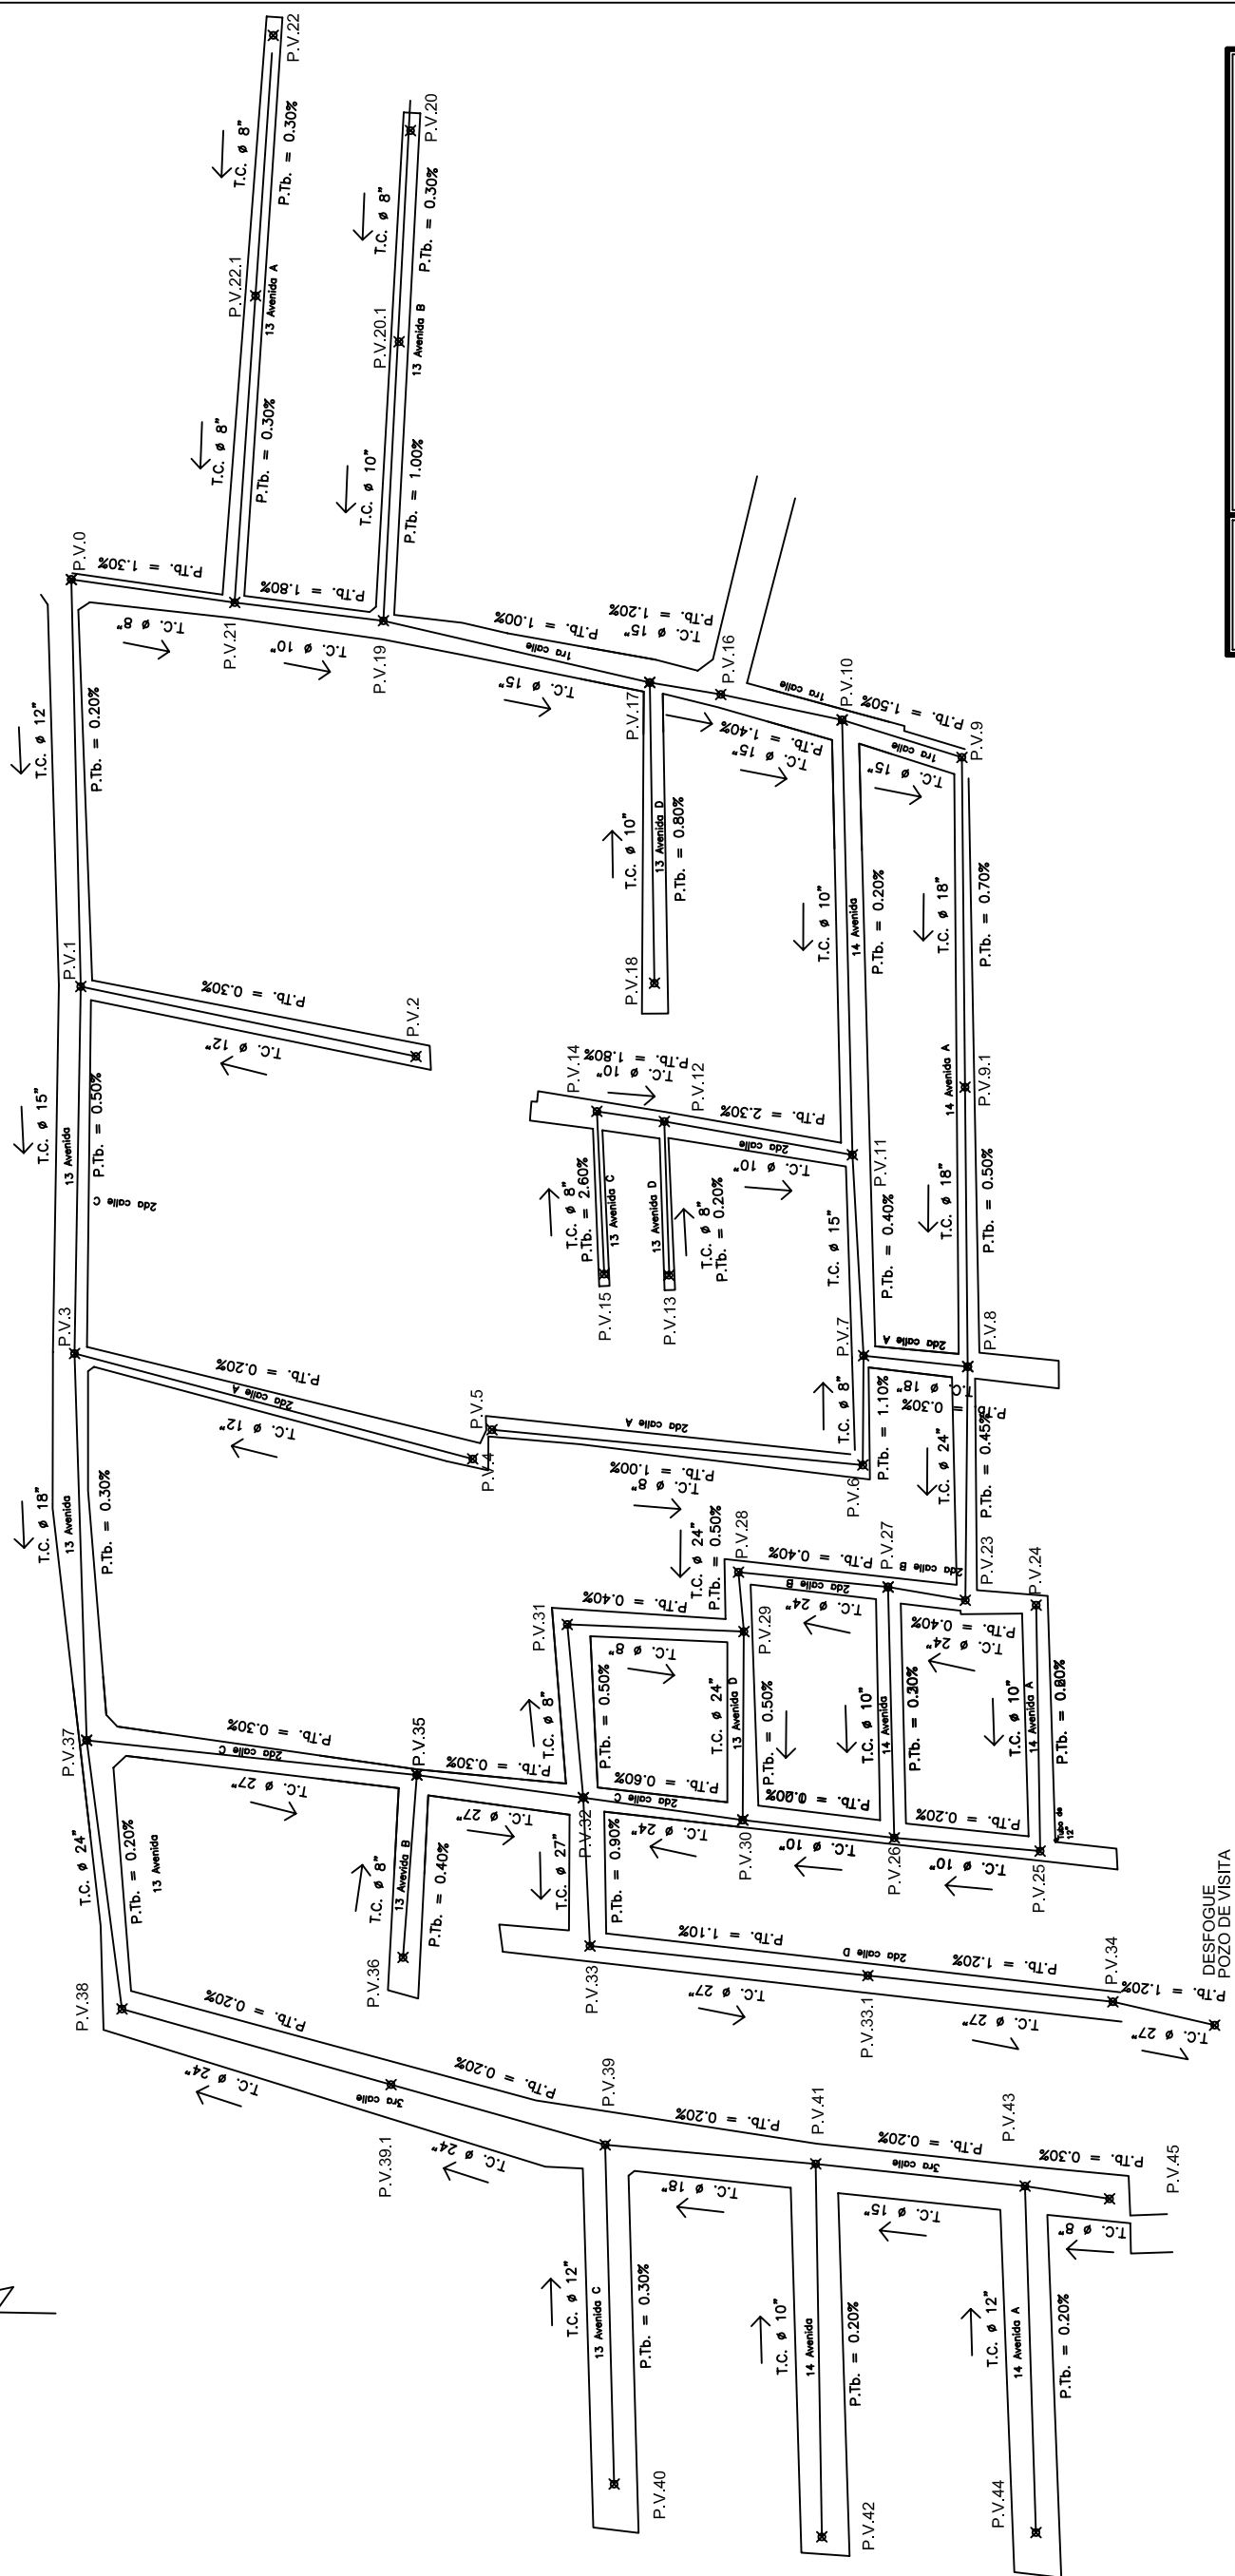 P.V.22
T.C. ø 8"
P.Tb. = 0.30%
P.V.22.1
13 Avenida A
T.C. ø 8"
P.Tb. = 0.30%
P.V.20
T.C. ø 8"
P.Tb. = 0.30%
P.V.20.1
13 Avenida B
T.C. ø 10"
P.Tb. = 1.00%
P.V.0
P.Tb. = 1.30%
T.C. ø 8"
P.V.21
P.Tb. = 1.80%
T.C. ø 10"
P.V.19
P.Tb. = 1.00%
1ra calle
T.C. ø 15"
T.C. ø 15"
P.Tb. = 1.20%
P.V.16
P.V.17
P.Tb. = 1.40%
T.C. ø 15"
1ra calle
P.V.10
P.Tb. = 1.50%
1ra calle
T.C. ø 15"
P.V.9
T.C. ø 12"
P.Tb. = 0.20%
P.V.1
P.Tb. = 0.30%
T.C. ø 12"
P.V.2
T.C. ø 15"
13 Avenida
P.Tb. = 0.50%
2da calle C
P.V.3
T.C. ø 10"
13 Avenida D
P.Tb. = 0.80%
P.V.18
T.C. ø 10"
14 Avenida
P.Tb. = 0.20%
T.C. ø 18"
P.Tb. = 0.70%
14 Avenida A
P.V.9.1
T.C. ø 18"
P.Tb. = 0.50%
P.V.14
T.C. ø 10"
P.Tb. = 1.80%
P.V.12
P.Tb. = 2.30%
2da calle
T.C. ø 10"
P.V.11
T.C. ø 8"
P.Tb. = 2.60%
13 Avenida C
P.V.15
13 Avenida D
T.C. ø 8"
P.Tb. = 0.20%
P.V.13
T.C. ø 15"
P.Tb. = 0.40%
P.V.7
2da calle A
P.V.8
T.C. ø 18"
P.Tb. = 0.30%
T.C. ø 8"
P.Tb. = 1.10%
P.V.6
T.C. ø 24"
P.Tb. = 0.45%
P.V.23
P.Tb. = 0.20%
2da calle A
T.C. ø 12"
P.V.4
P.V.5
2da calle A
P.Tb. = 1.00%
T.C. ø 8"
T.C. ø 18"
13 Avenida
P.Tb. = 0.30%
P.V.37
P.Tb. = 0.30%
2da calle C
T.C. ø 27"
P.V.35
P.Tb. = 0.30%
T.C. ø 27"
P.V.32
T.C. ø 8"
P.Tb. = 0.50%
P.V.31
P.Tb. = 0.40%
T.C. ø 8"
T.C. ø 24"
P.Tb. = 0.50%
P.V.28
P.V.29
P.Tb. = 0.40%
2da calle B
2da calle B
T.C. ø 24"
P.V.27
P.Tb. = 0.40%
T.C. ø 24"
P.V.24
T.C. ø 24"
13 Avenida D
P.Tb. = 0.50%
P.Tb. = 0.60%
2da calle C
T.C. ø 24"
P.V.30
T.C. ø 10"
14 Avenida
T.C. ø 10"
P.V.26
T.C. ø 10"
14 Avenida A
P.Tb. = 0.20%
T.C. ø 10"
P.V.25
Tubo de
12"
T.C. ø 8"
13 Avenida B
P.Tb. = 0.40%
P.V.36
T.C. ø 27"
P.Tb. = 0.90%
P.V.33
P.Tb. = 1.10%
2da calle D
T.C. ø 27"
P.V.33.1
P.Tb. = 1.20%
T.C. ø 27"
P.V.34
P.Tb. = 1.20%
T.C. ø 27"
DESFOGUE
POZO DE VISITA
T.C. ø 24"
P.Tb. = 0.20%
13 Avenida
P.V.38
P.Tb. = 0.20%
T.C. ø 24"
P.V.39.1
3ra calle
P.Tb. = 0.20%
T.C. ø 24"
P.V.39
P.Tb. = 0.20%
T.C. ø 18"
P.V.41
P.Tb. = 0.20%
3ra calle
T.C. ø 15"
P.V.43
P.Tb. = 0.30%
T.C. ø 8"
P.V.45
T.C. ø 12"
13 Avenida C
P.Tb. = 0.30%
P.V.40
T.C. ø 10"
14 Avenida
P.Tb. = 0.20%
P.V.42
T.C. ø 12"
14 Avenida A
P.Tb. = 0.20%
P.V.44